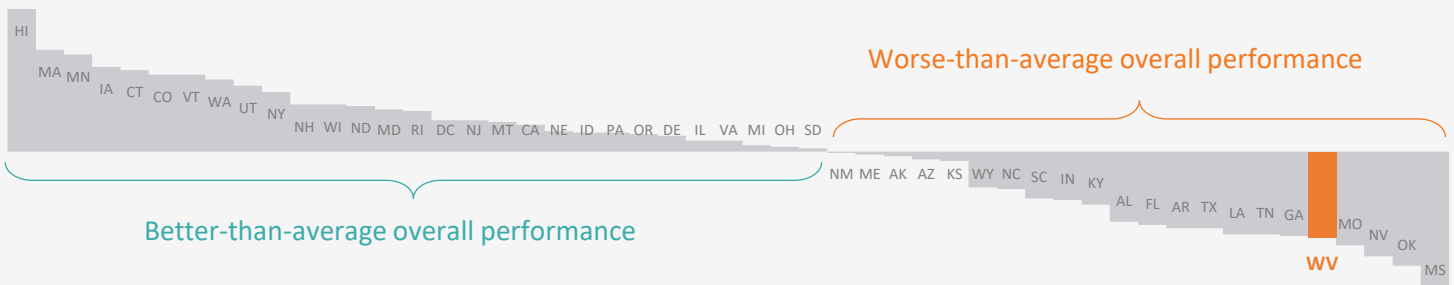 HI
MA MN IA CT CO VT WA UT NY NH WI ND MD RI DC NJ MT CA NE ID PA OR DE IL VA MI OH SD
Worse-than-average overall performance
NM ME AK AZ KS WY NC SC IN KY AL FL AR TX LA TN GA MO NV OK MS
Better-than-average overall performance
WV